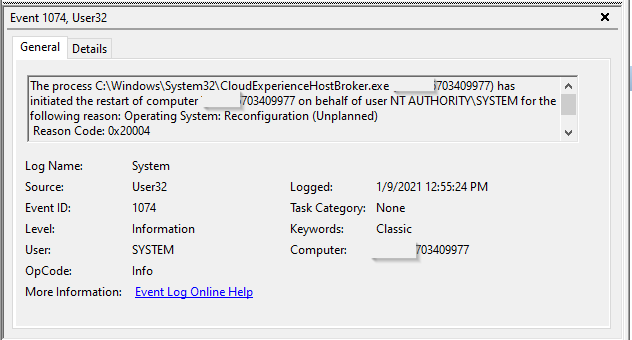 Event 1074, User32
General Details
The process C:\Windows\System32\CloudExperienceHostBroker.exe 703409977) has
initiated the restart of computer 703409977 on behalf of user NT AUTHORITY\SYSTEM for the
following reason: Operating System: Reconfiguration (Unplanned)
Reason Code: 0x20004
Log Name: System
Source: User32 Logged: 1/9/2021 12:55:24 PM
Event ID: 1074 Task Category: None
Level: Information Keywords: Classic
User: SYSTEM Computer: 703409977
OpCode: Info
More Information: Event Log Online Help